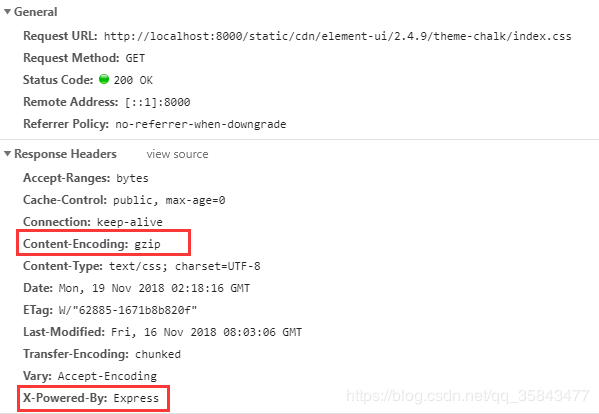 General
Request URL: http://localhost:8000/static/cdn/element-ui/2.4.9/theme-chalk/index.css
Request Method: GET
Status Code: 200 OK
Remote Address: [::1]:8000
Referrer Policy: no-referrer-when-downgrade
Response Headers view source
Accept-Ranges: bytes
Cache-Control: public, max-age=0
Connection: keep-alive
Content-Encoding: gzip
Content-Type: text/css; charset=UTF-8
Date: Mon, 19 Nov 2018 02:18:16 GMT
ETag: W/"62885-1671b8b820f"
Last-Modified: Fri, 16 Nov 2018 08:03:06 GMT
Transfer-Encoding: chunked
Vary: Accept-Encoding
X-Powered-By: Express
https://blog.csdn.net/qq_35843477